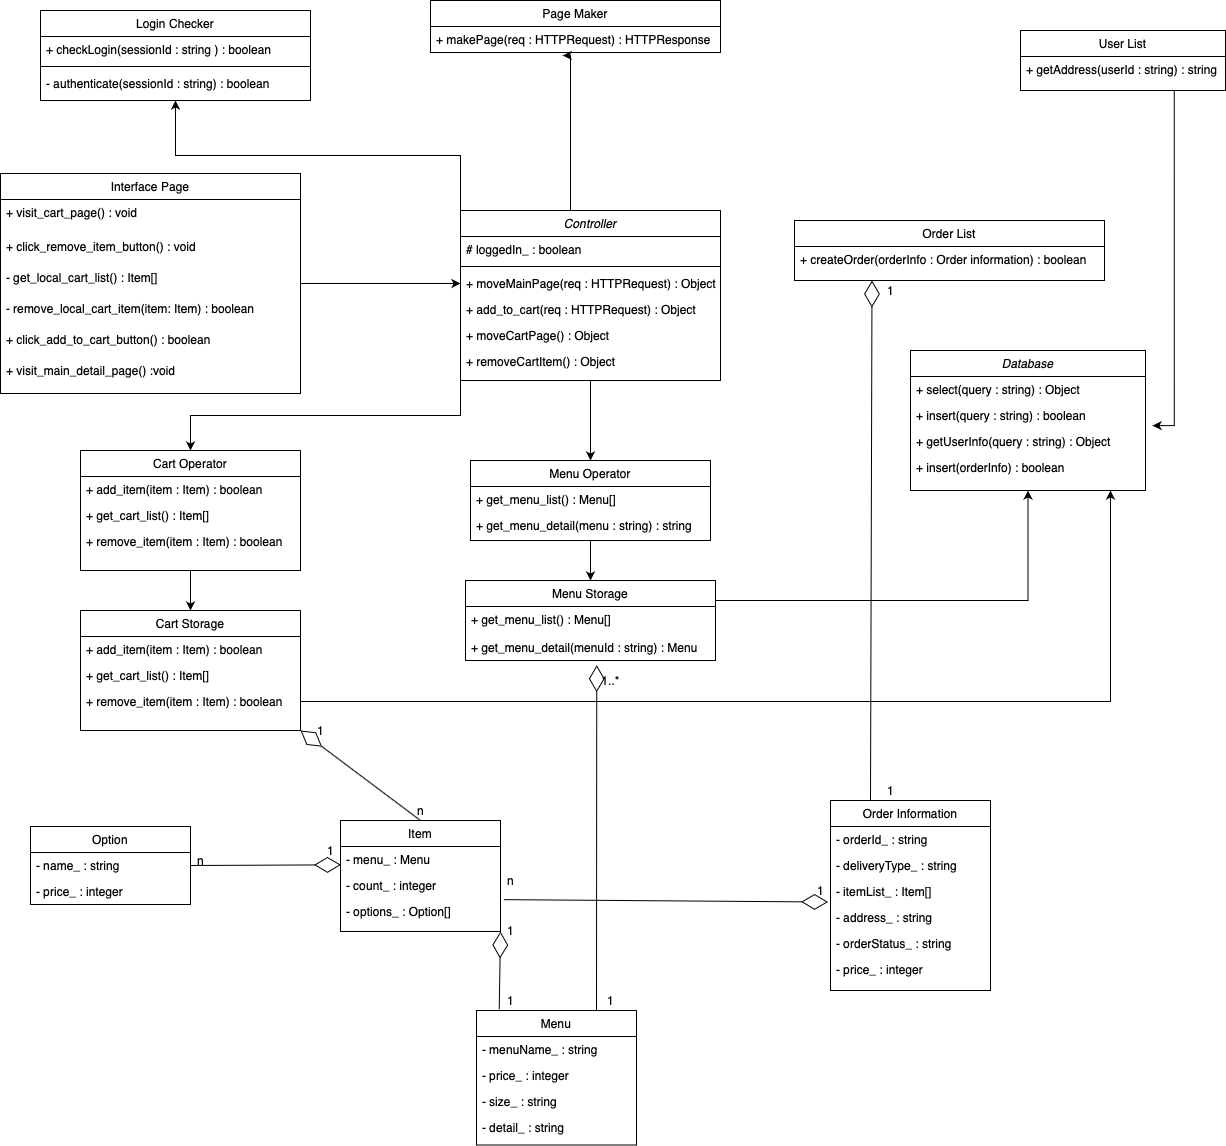 Login Checker
+ checkLogin(sessionId : string ) : boolean
- authenticate(sessionId : string) : boolean
Page Maker
+ makePage(req : HTTPRequest) : HTTPResponse
User List
+ getAddress(userId : string) : string
Interface Page
+ visit_cart_page() : void
+ click_remove_item_button() : void
- get_local_cart_list() : Item[]
- remove_local_cart_item(item: Item) : boolean
+ click_add_to_cart_button() : boolean
+ visit_main_detail_page() :void
Controller
# loggedIn_ : boolean
+ moveMainPage(req : HTTPRequest) : Object
+ add_to_cart(req : HTTPRequest) : Object
+ moveCartPage() : Object
+ removeCartItem() : Object
Order List
+ createOrder(orderInfo : Order information) : boolean
1
Database
+ select(query : string) : Object
+ insert(query : string) : boolean
+ getUserInfo(query : string) : Object
+ insert(orderInfo) : boolean
Cart Operator
+ add_item(item : Item) : boolean
+ get_cart_list() : Item[]
+ remove_item(item : Item) : boolean
Menu Operator
+ get_menu_list() : Menu[]
+ get_menu_detail(menu : string) : string
Cart Storage
+ add_item(item : Item) : boolean
+ get_cart_list() : Item[]
+ remove_item(item : Item) : boolean
1
Menu Storage
+ get_menu_list() : Menu[]
+ get_menu_detail(menuId : string) : Menu
1..*
n
1
Option
- name_ : string
- price_ : integer
n
1
Item
- menu_ : Menu
- count_ : integer
- options_ : Option[]
n
1
1
Order Information
- orderId_ : string
- deliveryType_ : string
- itemList_ : Item[]
- address_ : string
- orderStatus_ : string
- price_ : integer
1
1
Menu
- menuName_ : string
- price_ : integer
- size_ : string
- detail_ : string